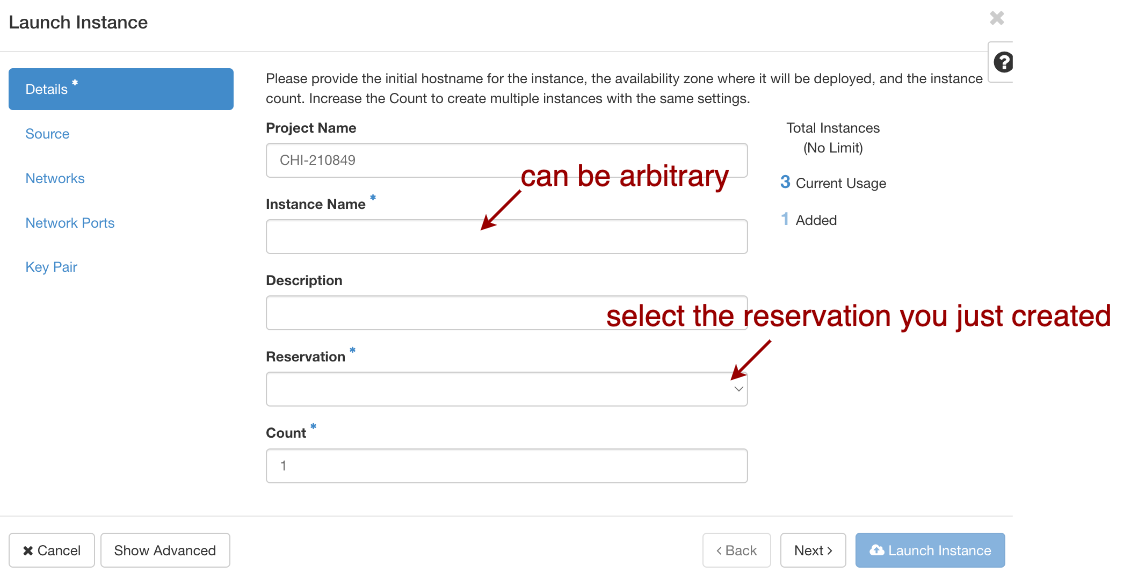 Launch Instance
Details *
Source
Networks
Network Ports
Key Pair
Please provide the initial hostname for the instance, the availability zone where it will be deployed, and the instance
count. Increase the Count to create multiple instances with the same settings.
Project Name
CHI-210849
can be arbitrary
Instance Name *
Description
select the reservation you just created
Reservation *
Count *
1
Total Instances
(No Limit)
3 Current Usage
1 Added
✖ Cancel
Show Advanced
‹ Back
Next ›
Launch Instance